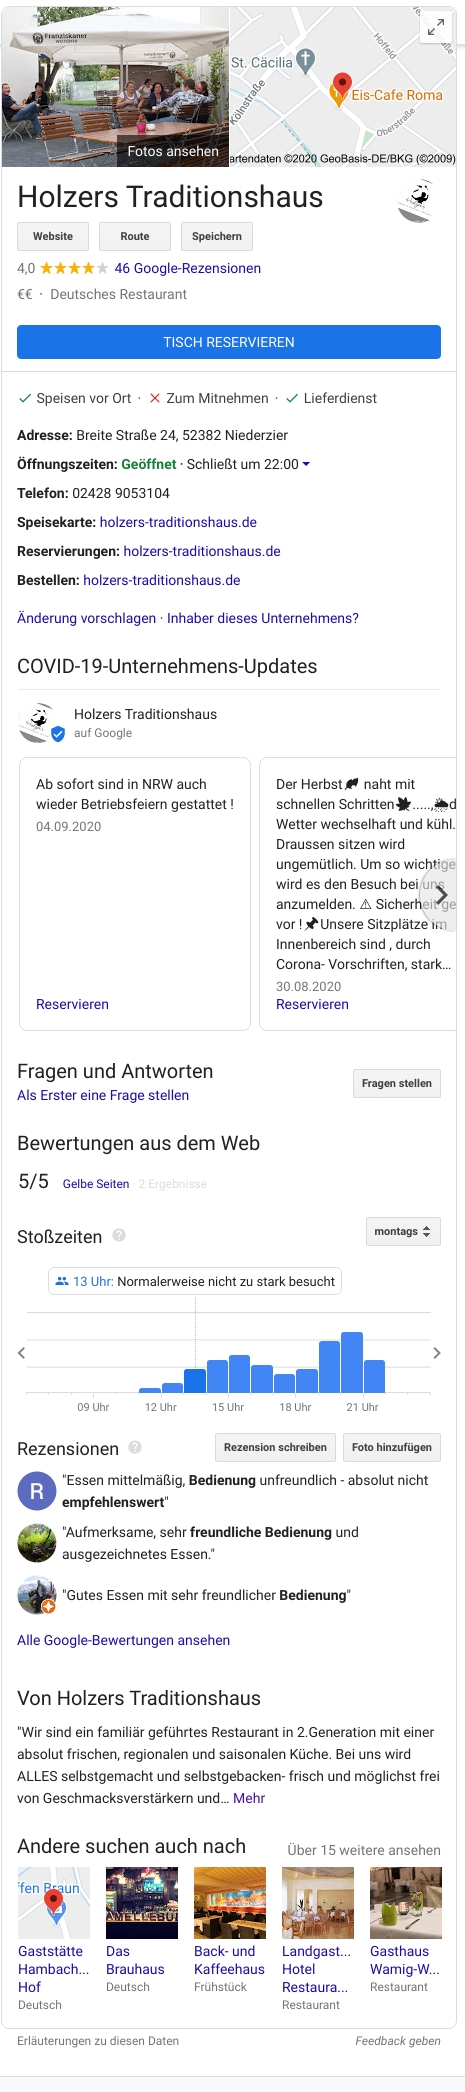 Franziskaner
WEISSBIER
Fotos ansehen
St. Cäcilia
Kölnstraße
Hoffeld
Eis-Cafe Roma
Oberstraße
artendaten ©2020 GeoBasis-DE/BKG (©2009)
Holzers Traditionshaus
Website Route Speichern
4,0 46 Google-Rezensionen
€€ · Deutsches Restaurant
TISCH RESERVIEREN
Speisen vor Ort · Zum Mitnehmen · Lieferdienst
Adresse: Breite Straße 24, 52382 Niederzier
Öffnungszeiten: Geöffnet · Schließt um 22:00
Telefon: 02428 9053104
Speisekarte: holzers-traditionshaus.de
Reservierungen: holzers-traditionshaus.de
Bestellen: holzers-traditionshaus.de
Änderung vorschlagen · Inhaber dieses Unternehmens?
COVID-19-Unternehmens-Updates
Holzers Traditionshaus
auf Google
Ab sofort sind in NRW auch
wieder Betriebsfeiern gestattet !
04.09.2020
Reservieren
Der Herbst naht mit
schnellen Schritten.....,d
Wetter wechselhaft und kühl.
Draussen sitzen wird
ungemütlich. Um so wichtige
wird es den Besuch bei uns
anzumelden. ⚠ Sicherheit ge
vor ! Unsere Sitzplätze im
Innenbereich sind , durch
Corona- Vorschriften, stark...
30.08.2020
Reservieren
Fragen und Antworten
Als Erster eine Frage stellen
Fragen stellen
Bewertungen aus dem Web
5/5 Gelbe Seiten · 2 Ergebnisse
Stoßzeiten ?
montags
13 Uhr: Normalerweise nicht zu stark besucht
09 Uhr 12 Uhr 15 Uhr 18 Uhr 21 Uhr
Rezensionen ? Rezension schreiben Foto hinzufügen
R
"Essen mittelmäßig, Bedienung unfreundlich - absolut nicht
empfehlenswert"
"Aufmerksame, sehr freundliche Bedienung und
ausgezeichnetes Essen."
"Gutes Essen mit sehr freundlicher Bedienung"
Alle Google-Bewertungen ansehen
Von Holzers Traditionshaus
"Wir sind ein familiär geführtes Restaurant in 2.Generation mit einer
absolut frischen, regionalen und saisonalen Küche. Bei uns wird
ALLES selbstgemacht und selbstgebacken- frisch und möglichst frei
von Geschmacksverstärkern und... Mehr
Andere suchen auch nach Über 15 weitere ansehen
ffen Braun
Gaststätte
Hambach...
Hof
Deutsch
Das
Brauhaus
Deutsch
Back- und
Kaffeehaus
Frühstück
Landgast...
Hotel
Restaura...
Restaurant
Gasthaus
Wamig-W...
Restaurant
Erläuterungen zu diesen Daten Feedback geben